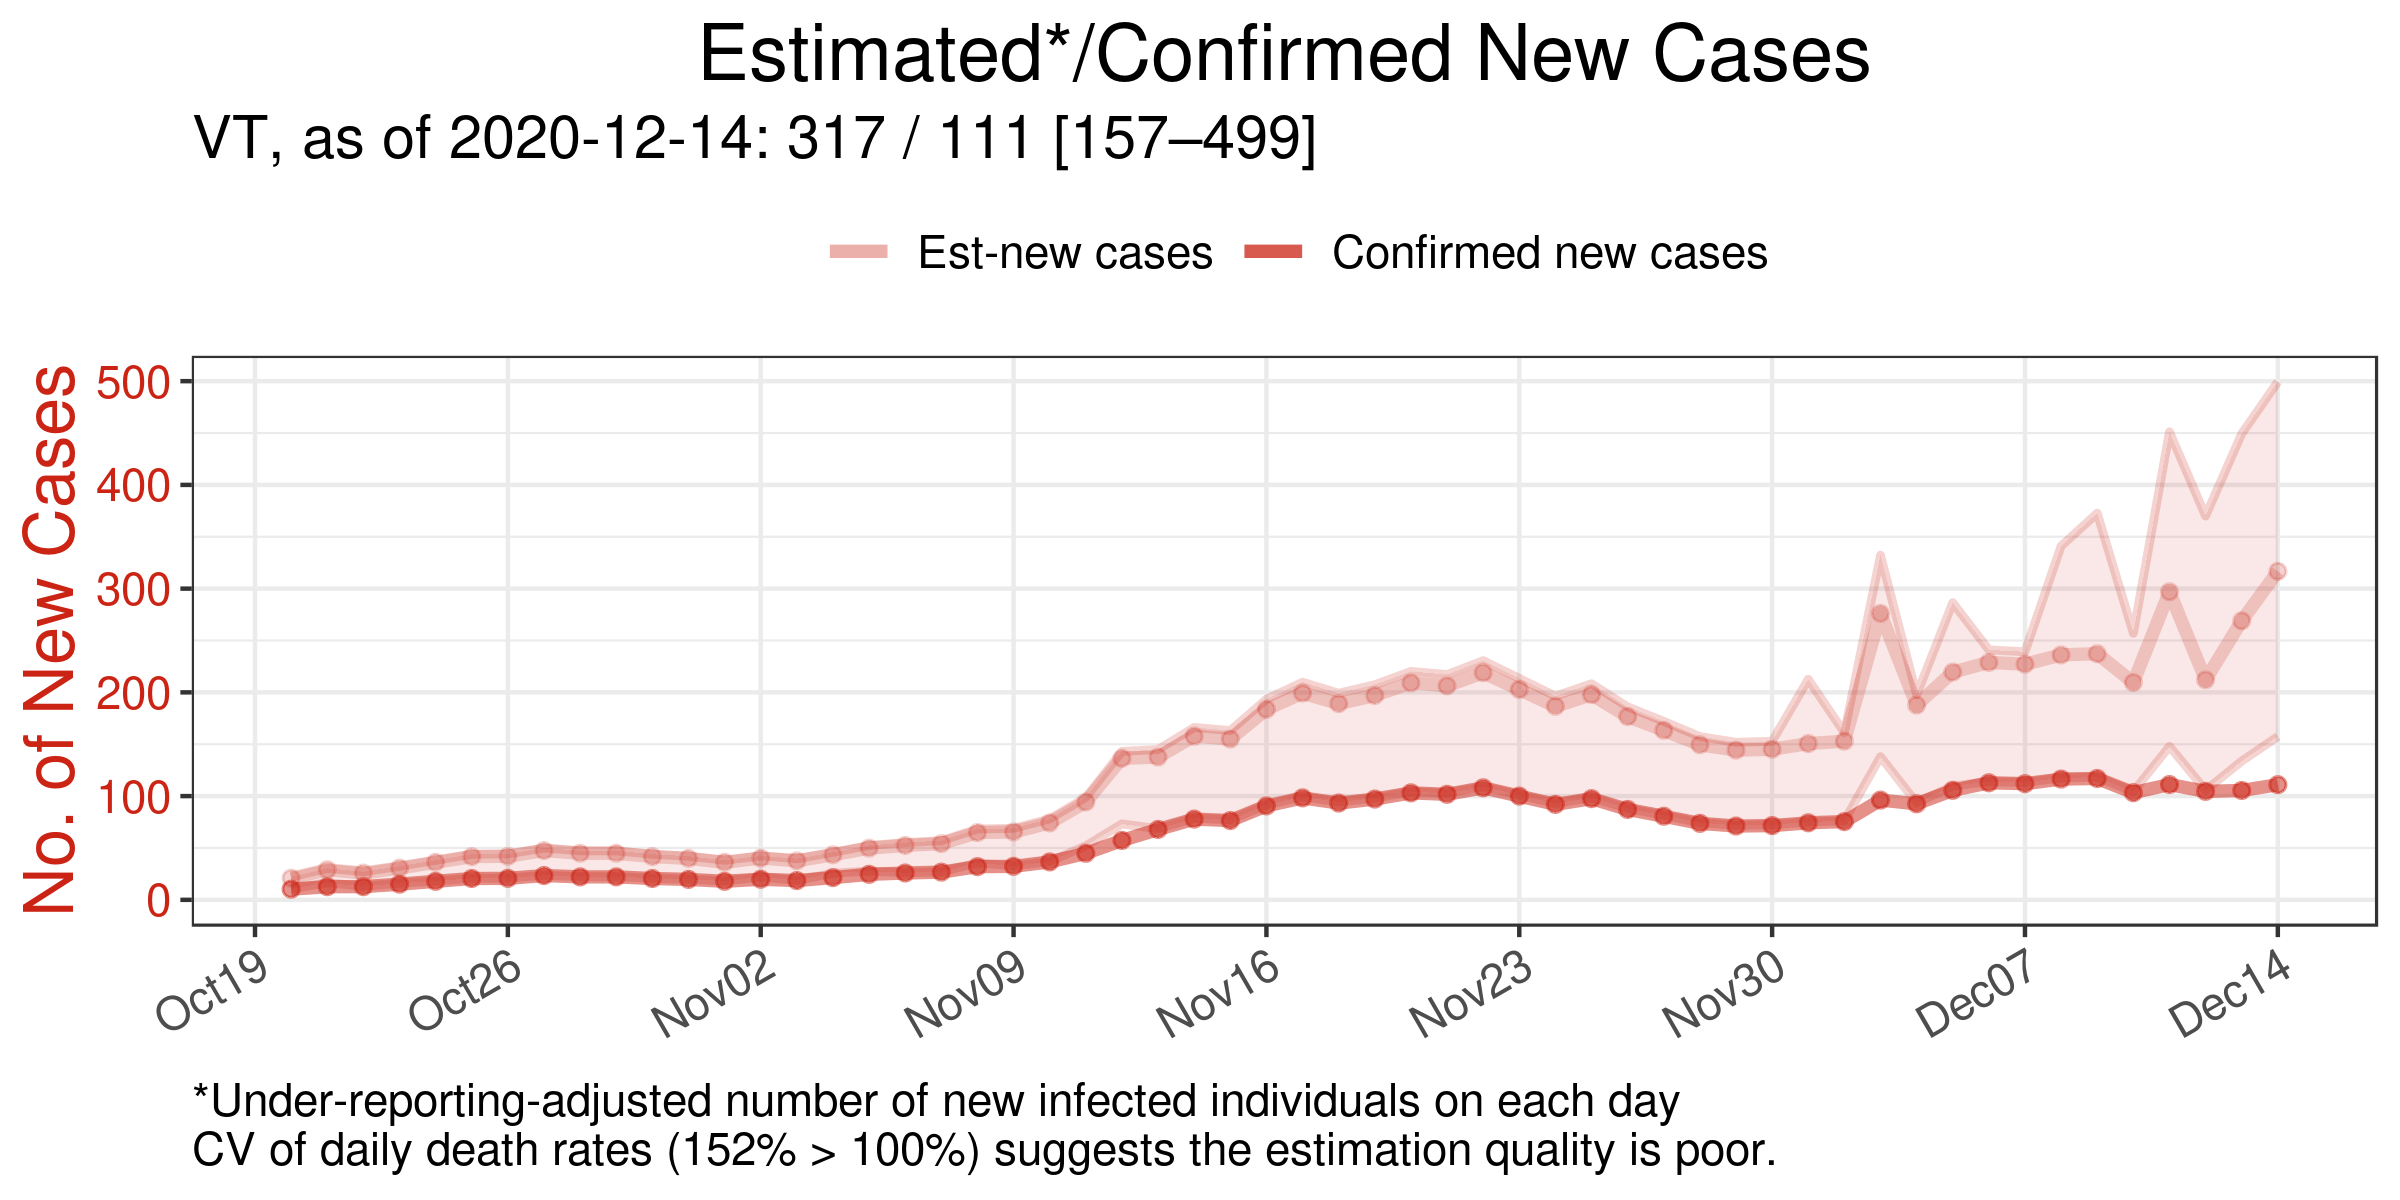 Estimated*/Confirmed New Cases
VT, as of 2020-12-14: 317 / 111 [157–499]
Est-new cases
Confirmed new cases
No. of New Cases
500
400
300
200
100
0
Oct19
Oct26
Nov02
Nov09
Nov16
Nov23
Nov30
Dec07
Dec14
*Under-reporting-adjusted number of new infected individuals on each day
CV of daily death rates (152% > 100%) suggests the estimation quality is poor.